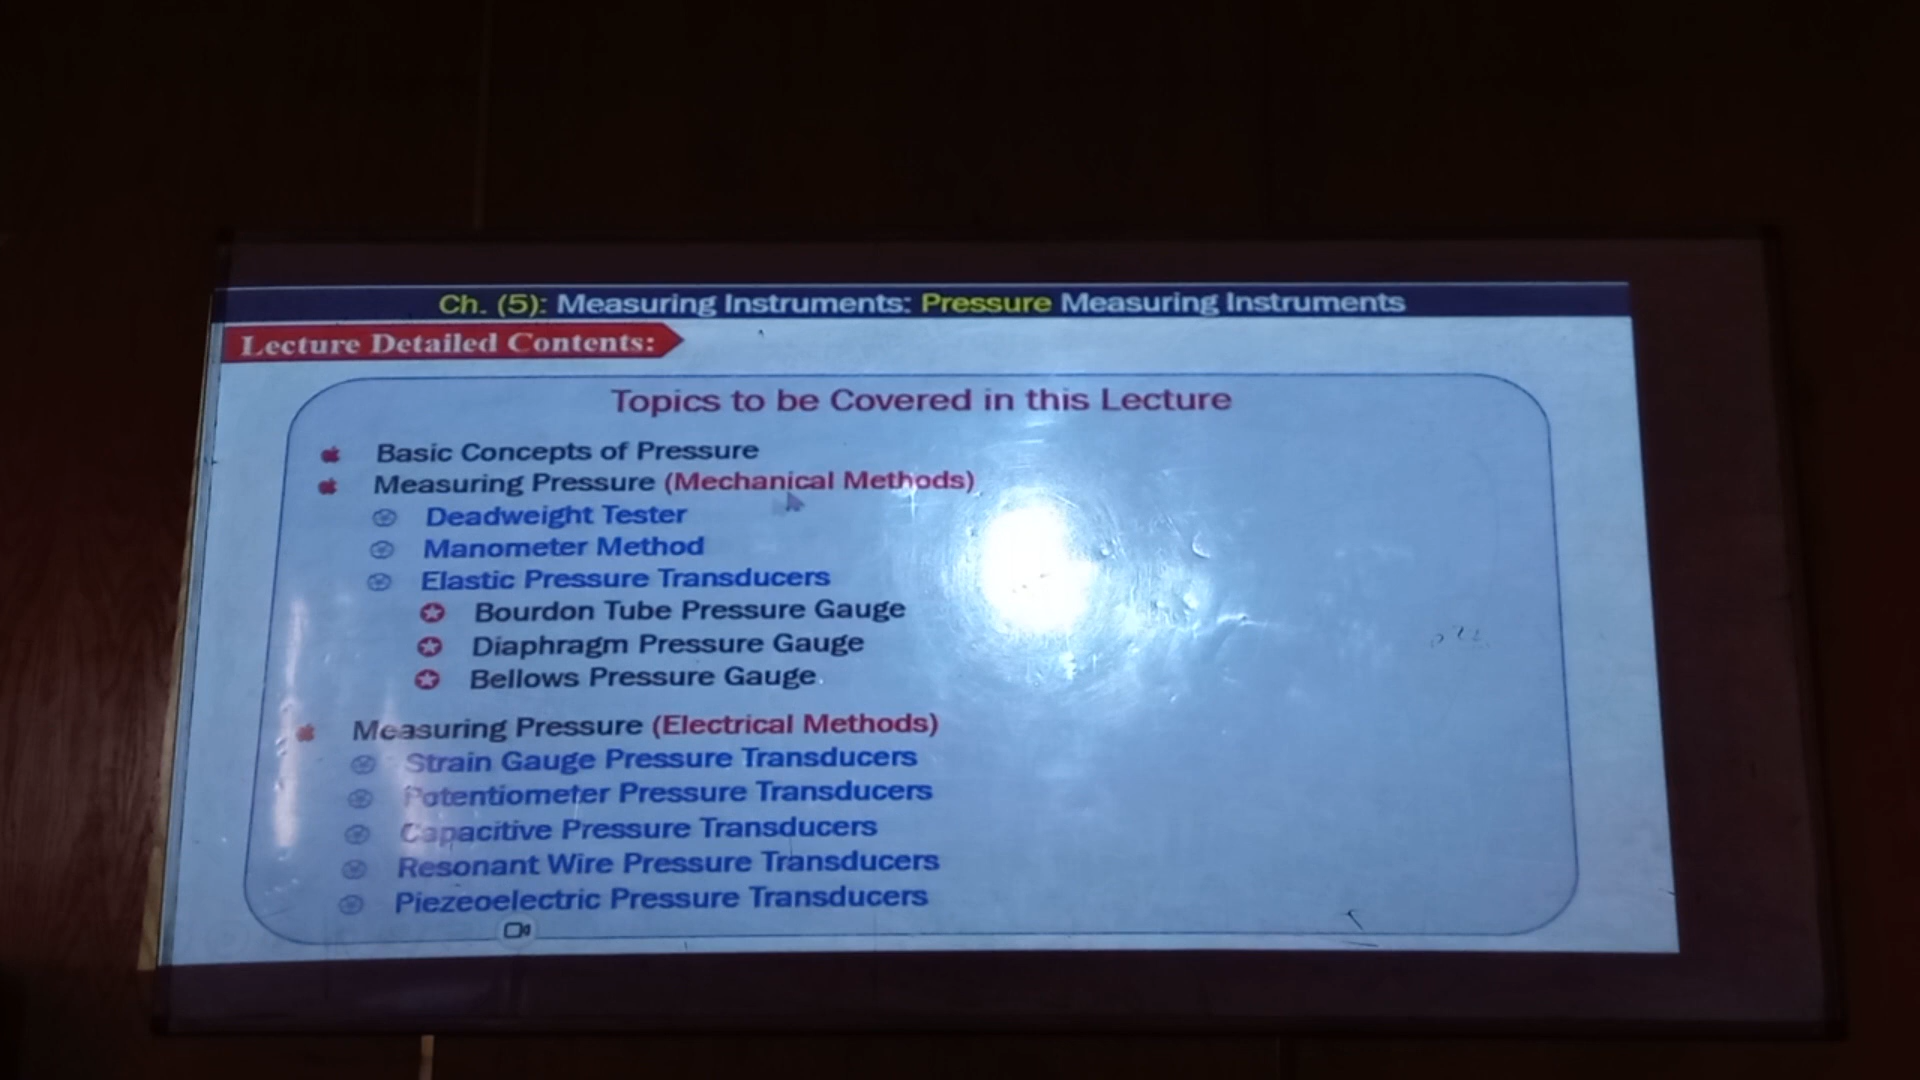 Ch. (5): Measuring Instruments: Pressure Measuring Instruments
Lecture Detailed Contents:
Topics to be Covered in this Lecture
Basic Concepts of Pressure
Measuring Pressure (Mechanical Methods)
Deadweight Tester
Manometer Method
Elastic Pressure Transducers
Bourdon Tube Pressure Gauge
Diaphragm Pressure Gauge
Bellows Pressure Gauge.
Measuring Pressure (Electrical Methods)
Strain Gauge Pressure Transducers
Potentiometer Pressure Transducers
Capacitive Pressure Transducers
Resonant Wire Pressure Transducers
Piezeoelectric Pressure Transducers